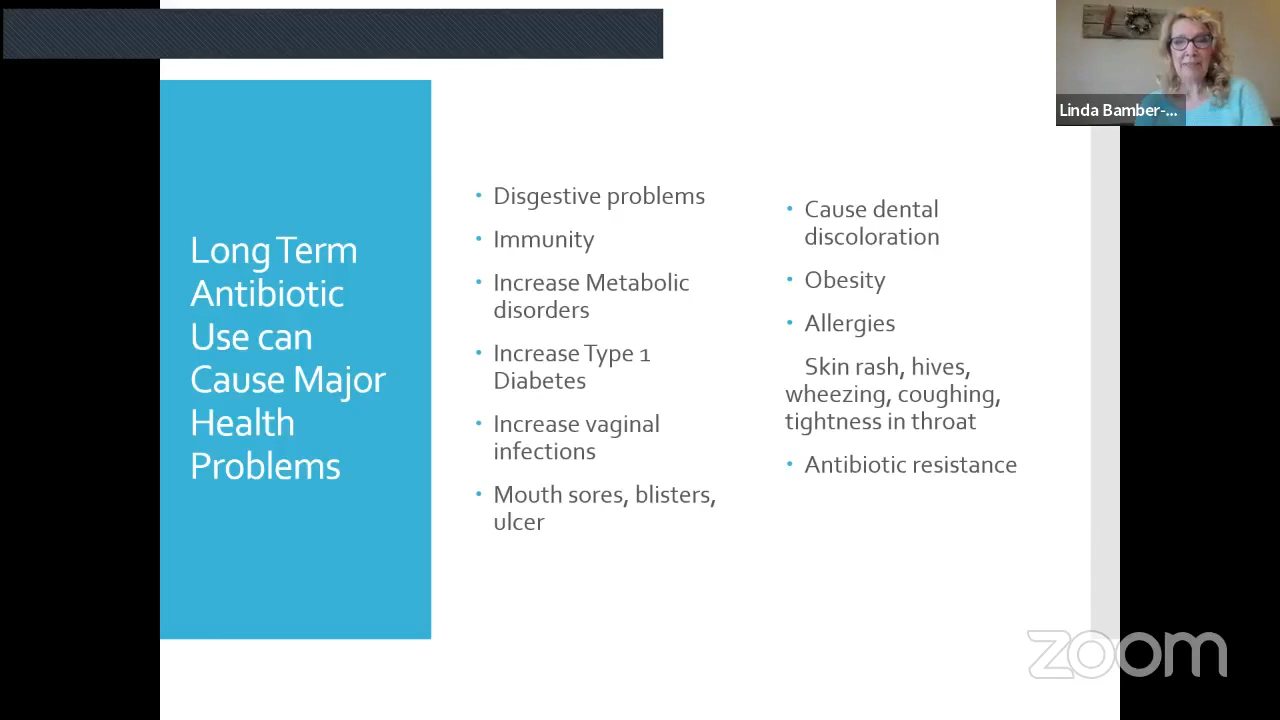 Linda Bamber-...
Long Term
Antibiotic
Use can
Cause Major
Health
Problems
• Disgestive problems
• Immunity
• Increase Metabolic
disorders
• Increase Type 1
Diabetes
• Increase vaginal
infections
• Mouth sores, blisters,
ulcer
• Cause dental
discoloration
• Obesity
• Allergies
Skin rash, hives,
wheezing, coughing,
tightness in throat
• Antibiotic resistance
zoom